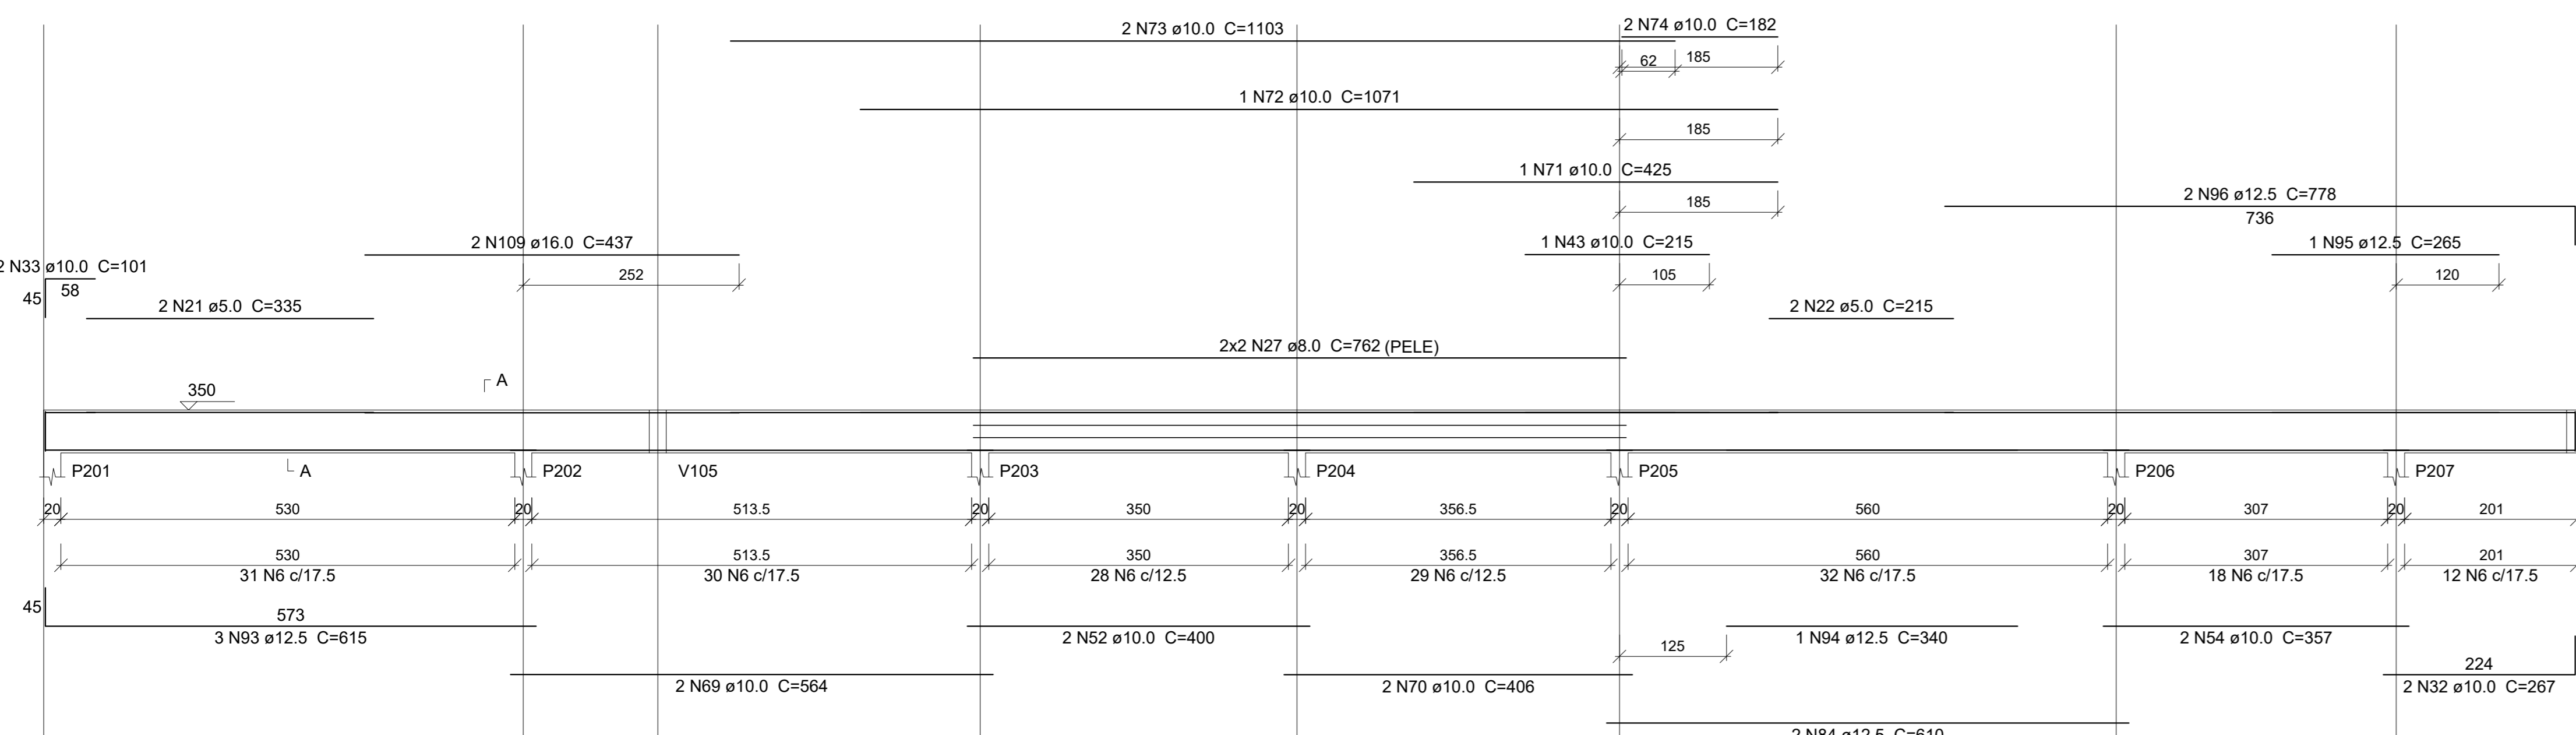 2 N73 ø10.0 C=1103
2 N74 ø10.0 C=182
62
185
1 N72 ø10.0 C=1071
185
1 N71 ø10.0 C=425
185
2 N96 ø12.5 C=778
736
2 N109 ø16.0 C=437
1 N43 ø10.0 C=215
1 N95 ø12.5 C=265
2 N33 ø10.0 C=101
252
105
120
45
58
2 N21 ø5.0 C=335
2 N22 ø5.0 C=215
2x2 N27 ø8.0 C=762 (PELE)
A
350
P201
A
P202
V105
P203
P204
P205
P206
P207
20
530
20
513.5
20
350
20
356.5
20
560
20
307
20
201
530
513.5
350
356.5
560
307
201
31 N6 c/17.5
30 N6 c/17.5
28 N6 c/12.5
29 N6 c/12.5
32 N6 c/17.5
18 N6 c/17.5
12 N6 c/17.5
45
573
3 N93 ø12.5 C=615
2 N52 ø10.0 C=400
125
1 N94 ø12.5 C=340
2 N54 ø10.0 C=357
224
2 N69 ø10.0 C=564
2 N70 ø10.0 C=406
2 N32 ø10.0 C=267
2 N84 ø12.5 C=610